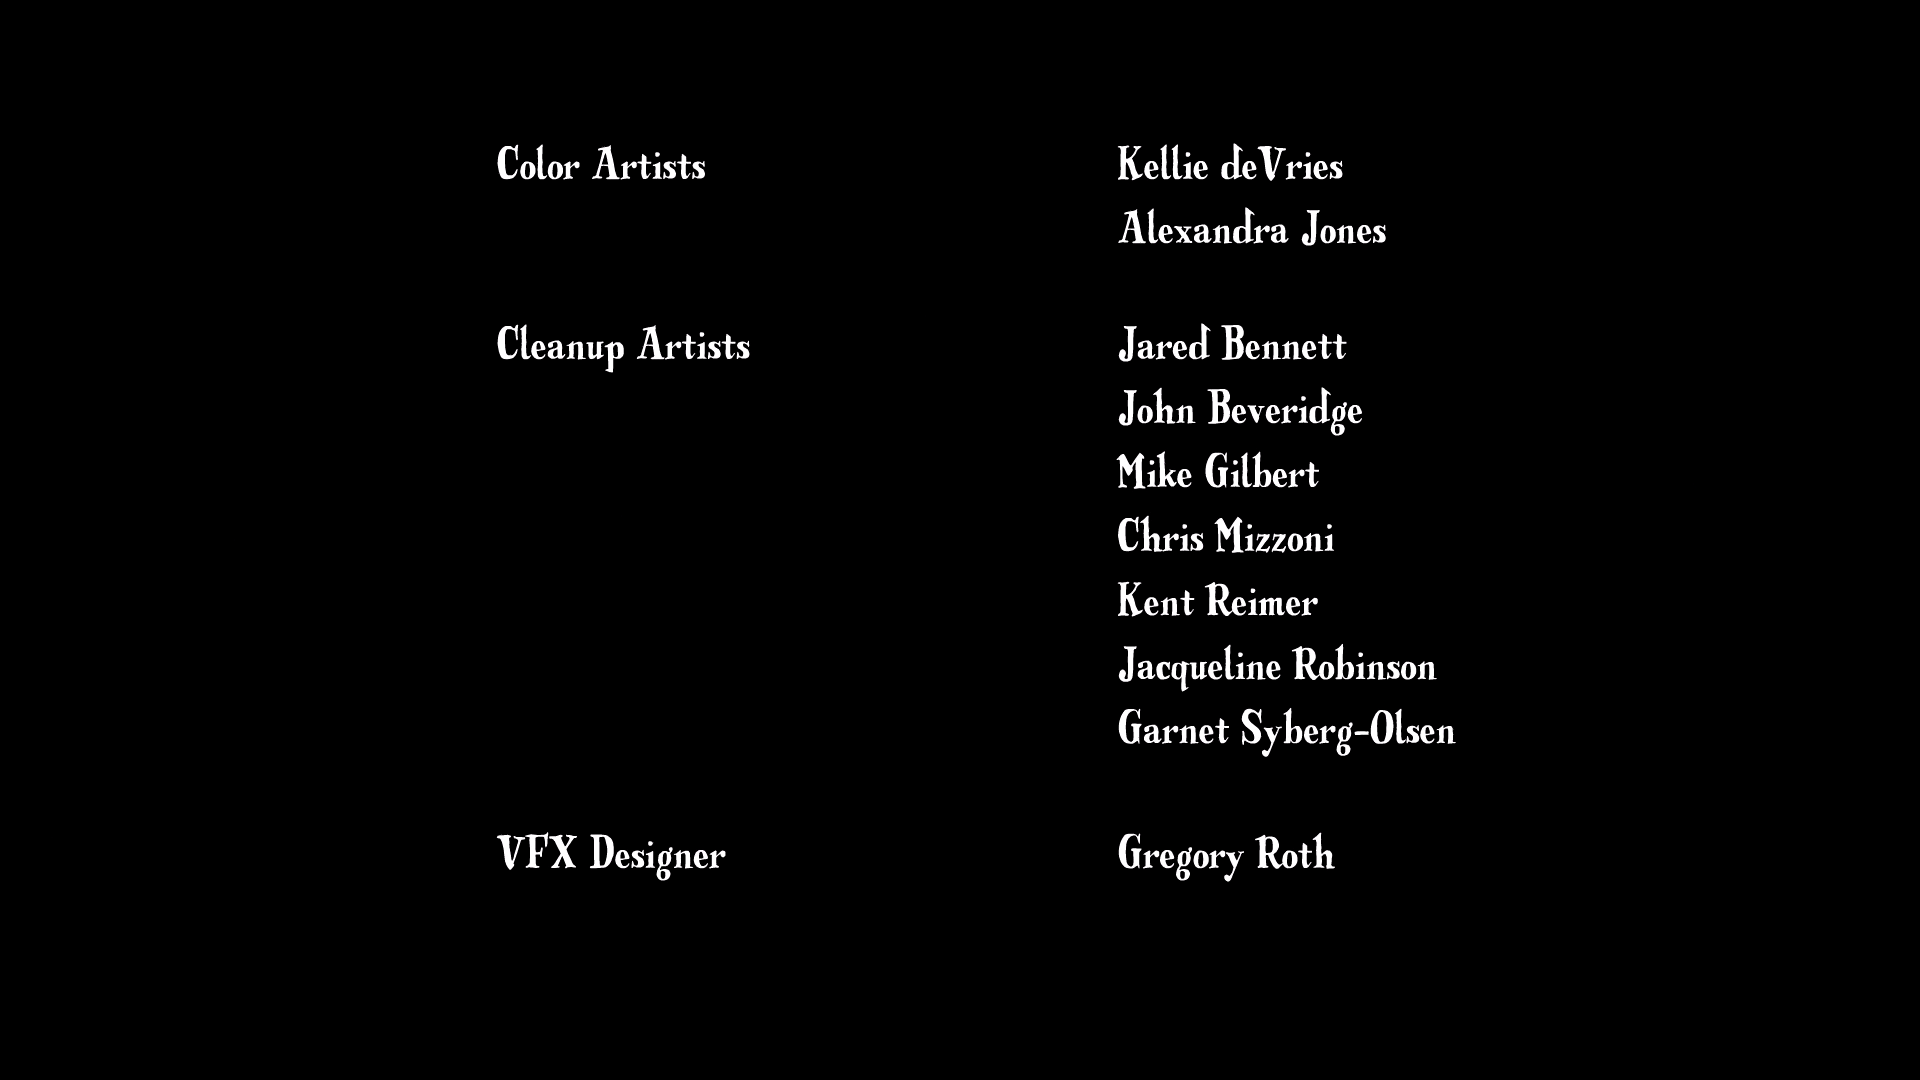 Color Artists Kellie deVries
Alexandra Jones
Cleanup Artists Jared Bennett
John Beveridge
Mike Gilbert
Chris Mizzoni
Kent Reimer
Jacqueline Robinson
Garnet Syberg-Olsen
VFX Designer Gregory Roth